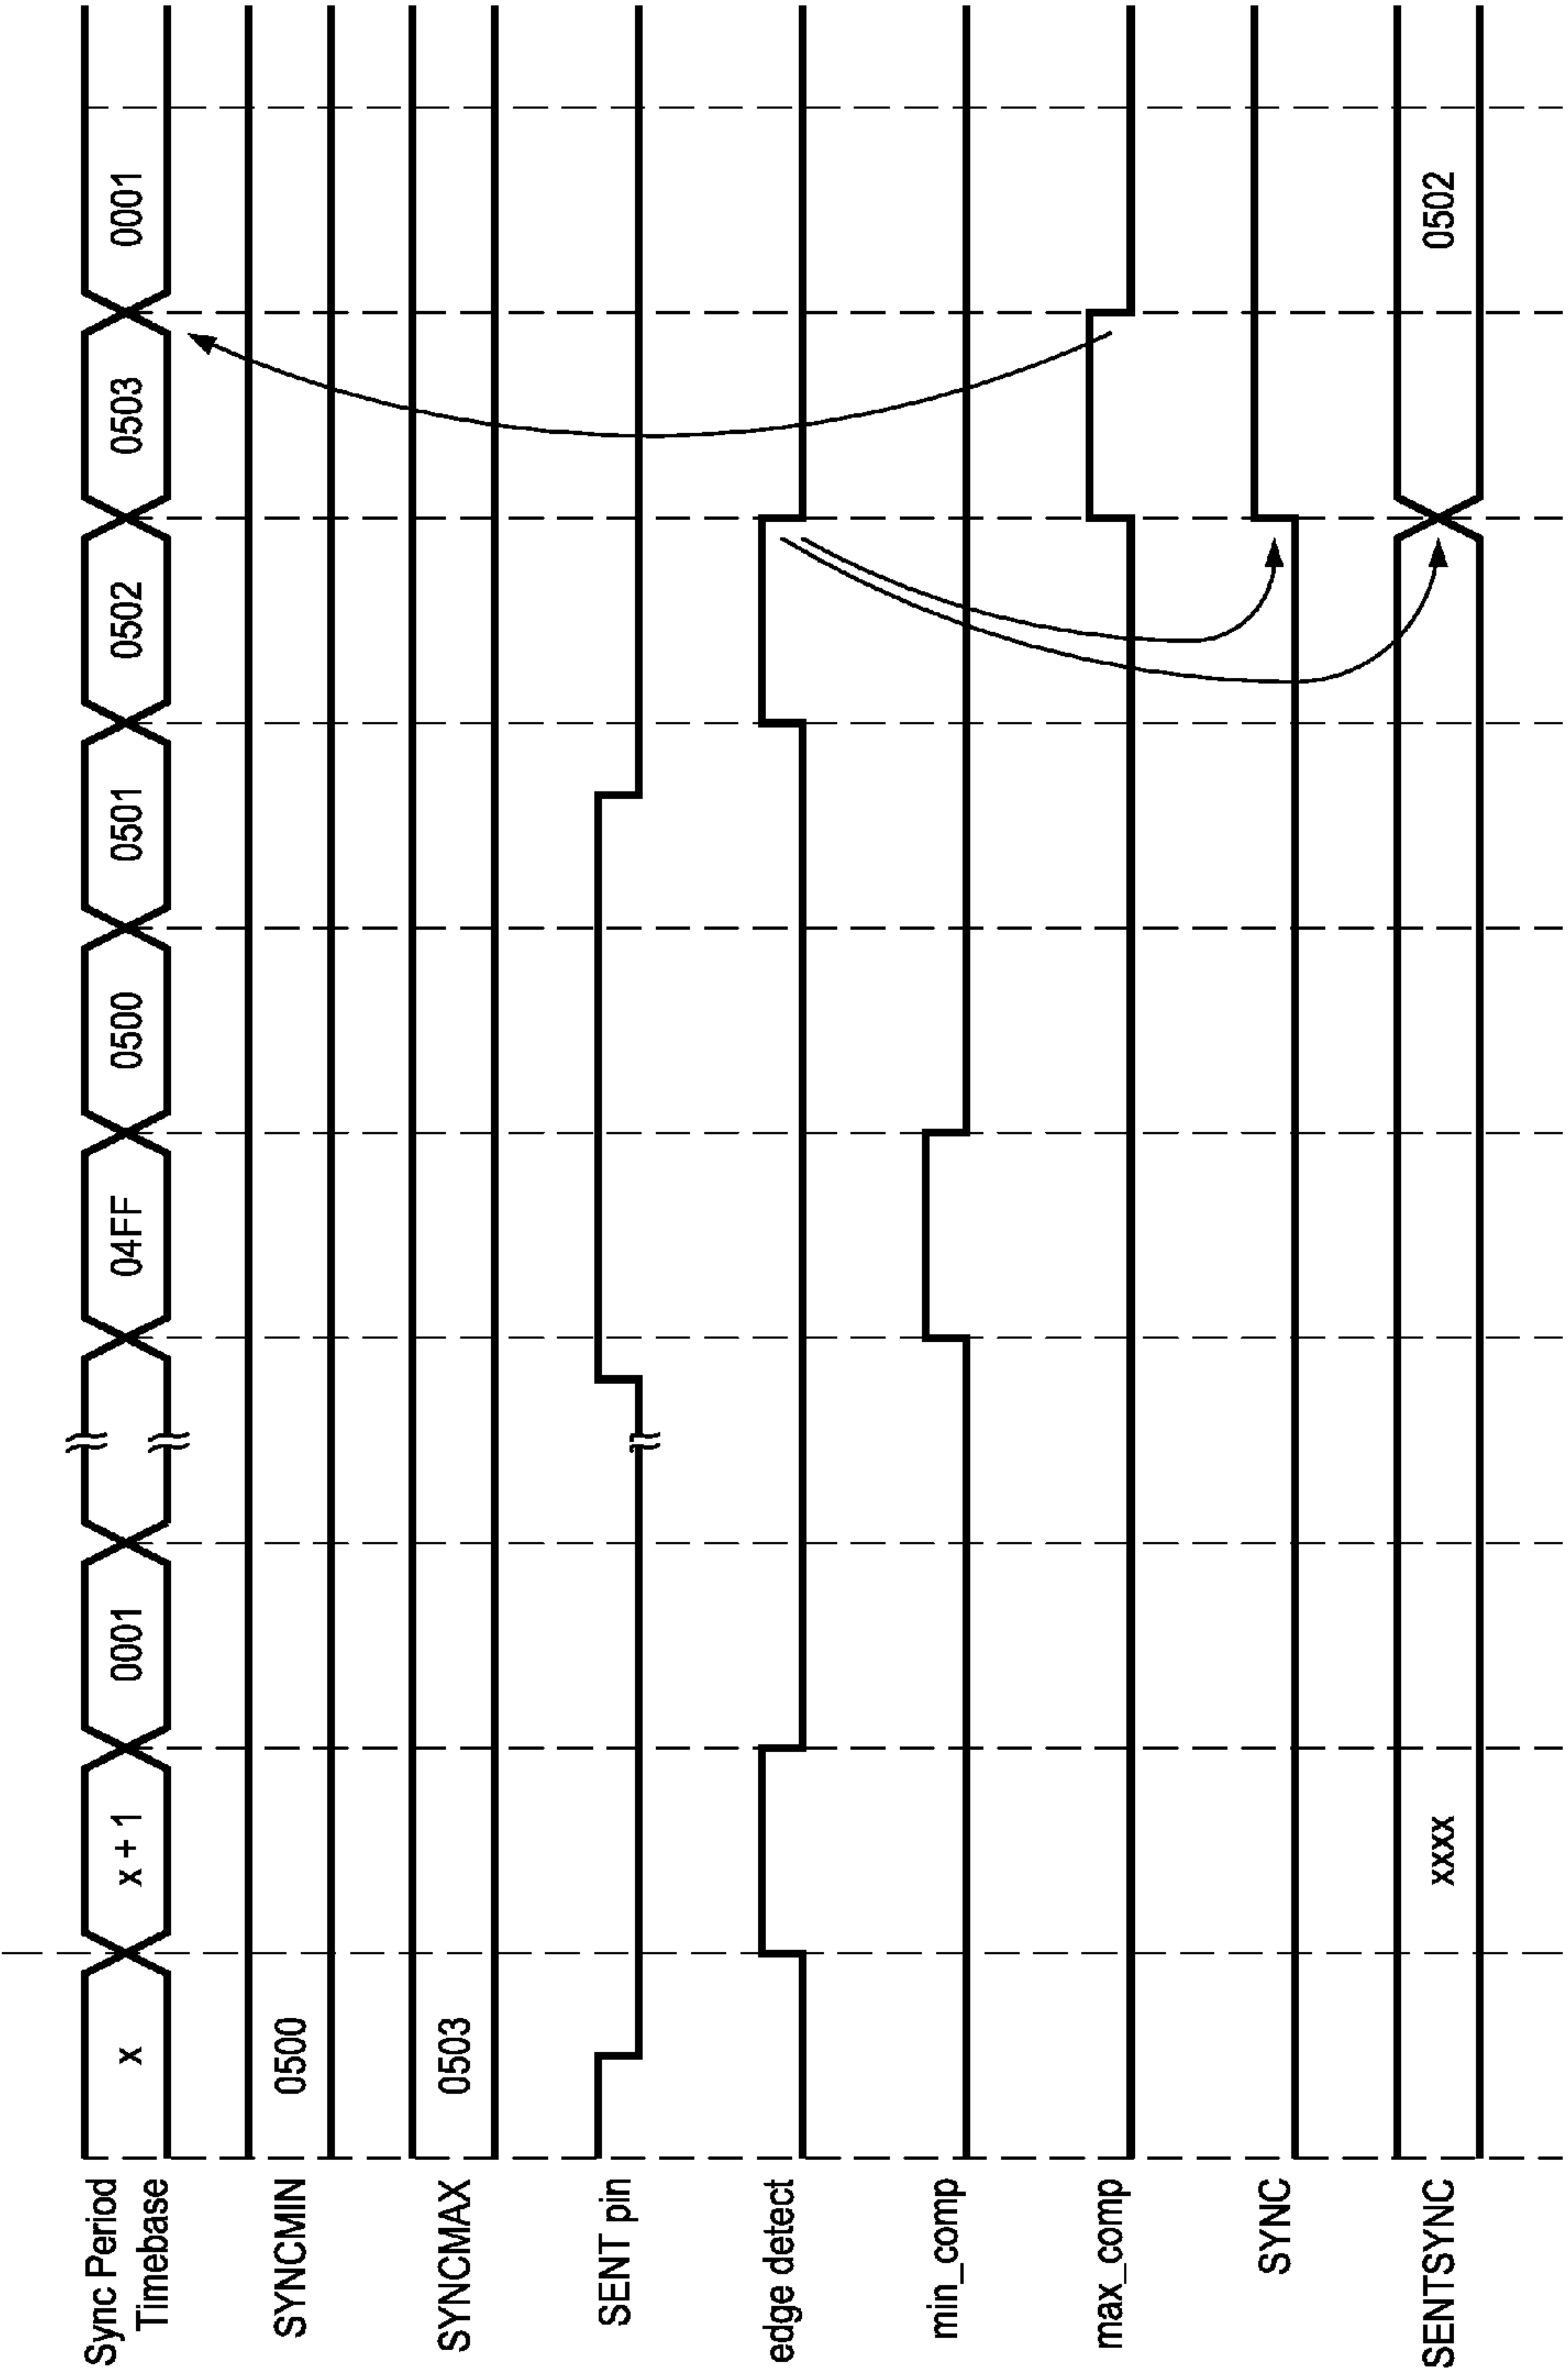 Sync Period
Timebase
x
x + 1
0001
04FF
0500
0501
0502
0503
0001
SYNCMIN
0500
SYNCMAX
0503
SENT pin
edge detect
min_comp
max_comp
SYNC
SENTSYNC
xxxx
0502